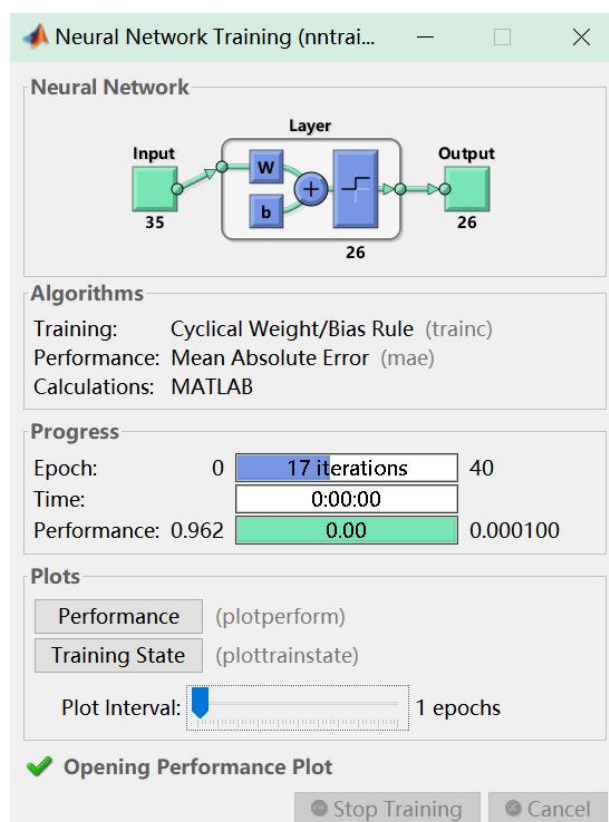 Neural Network Training (nntrai...
Neural Network
Layer
Input
Output
W
b
35
26
26
Algorithms
Training: Cyclical Weight/Bias Rule (trainc)
Performance: Mean Absolute Error (mae)
Calculations: MATLAB
Progress
Epoch: 0 17 iterations 40
Time: 0:00:00
Performance: 0.962 0.00 0.000100
Plots
Performance (plotperform)
Training State (plottrainstate)
Plot Interval: 1 epochs
Opening Performance Plot
Stop Training Cancel